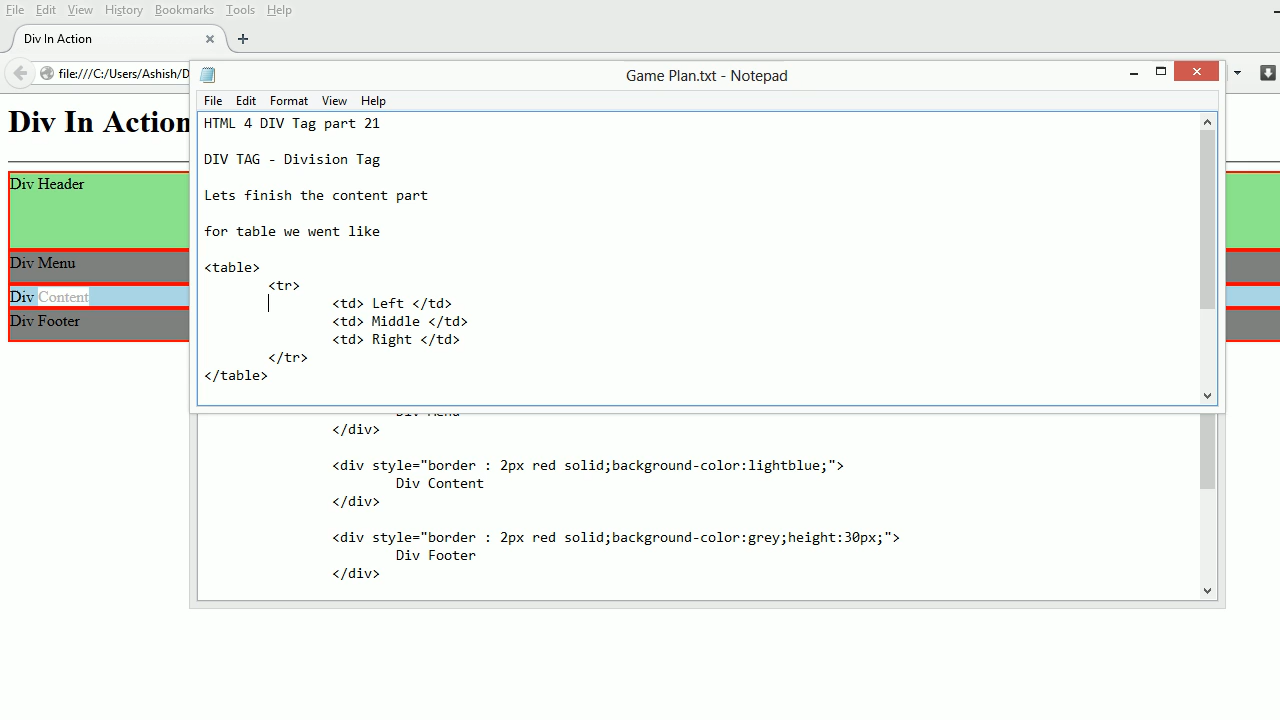 File Edit View History Bookmarks Tools Help
Div In Action
file:///C:/Users/Ashish/D
Game Plan.txt - Notepad
File Edit Format View Help
Div In Action
Div Header
Div Menu
Div Content
Div Footer
HTML 4 DIV Tag part 21
DIV TAG - Division Tag
Lets finish the content part
for table we went like
<table>
<tr>
<td> Left </td>
<td> Middle </td>
<td> Right </td>
</tr>
</table>
Div Menu
</div>
<div style="border : 2px red solid;background-color:lightblue;">
Div Content
</div>
<div style="border : 2px red solid;background-color:grey;height:30px;">
Div Footer
</div>